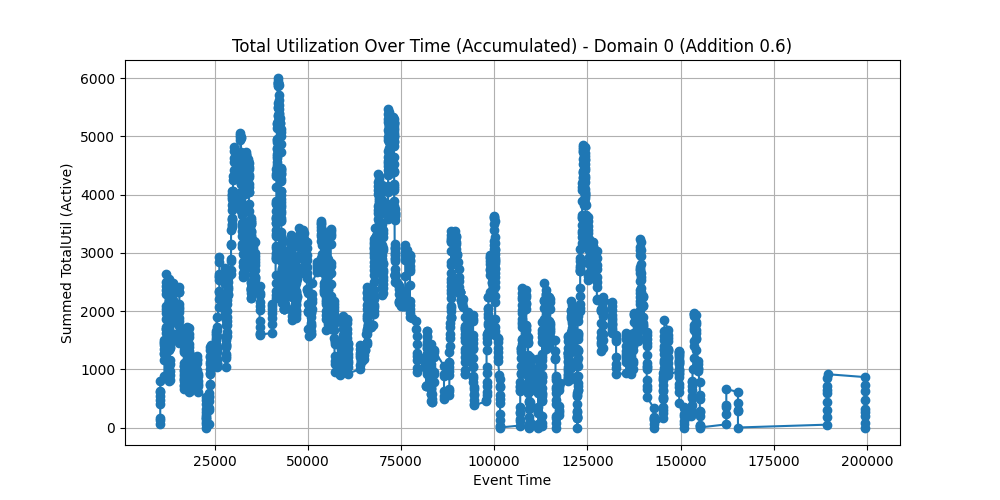 Total Utilization Over Time (Accumulated) - Domain 0 (Addition 0.6)
Summed TotalUtil (Active)
6000
5000
4000
3000
2000
1000
0
25000 50000 75000 100000 125000 150000 175000 200000
Event Time